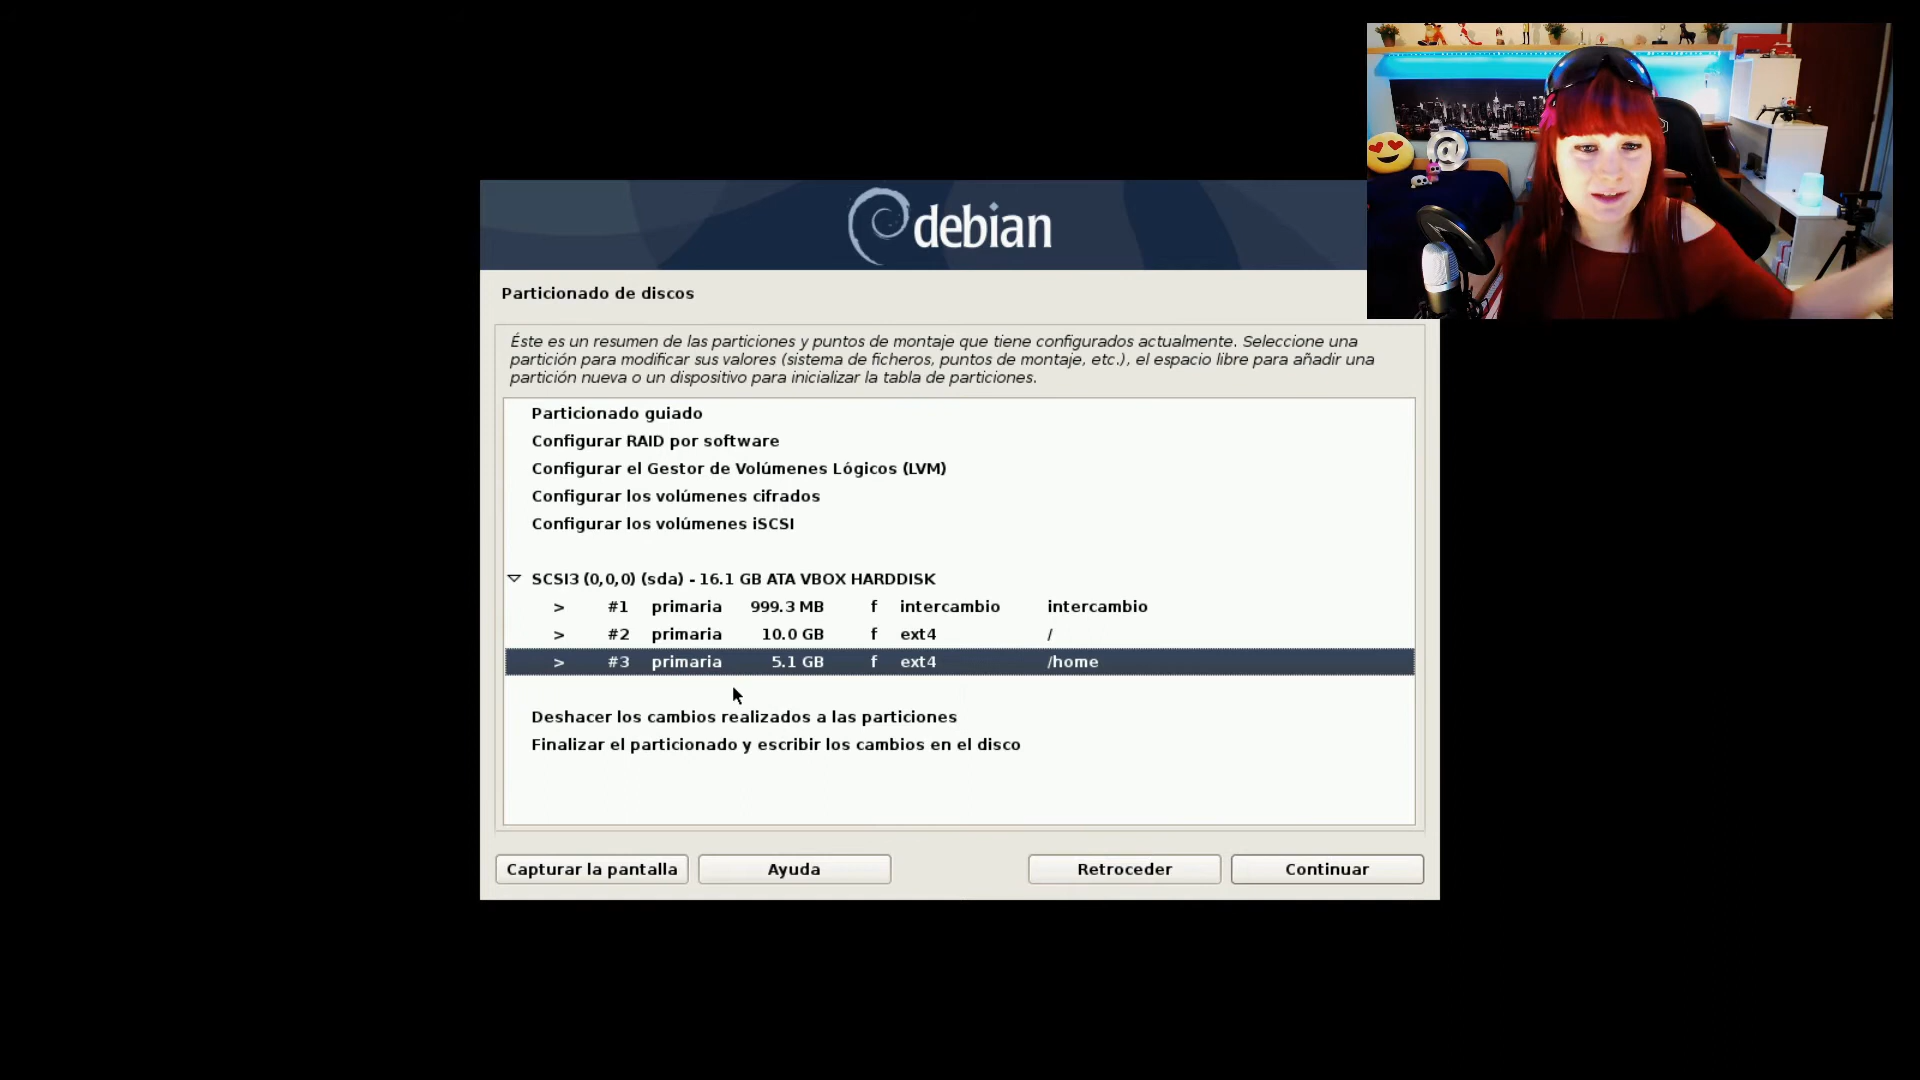 debian
Particionado de discos
Éste es un resumen de las particiones y puntos de montaje que tiene configurados actualmente. Seleccione una
partición para modificar sus valores (sistema de ficheros, puntos de montaje, etc.), el espacio libre para añadir una
partición nueva o un dispositivo para inicializar la tabla de particiones.
Particionado guiado
Configurar RAID por software
Configurar el Gestor de Volúmenes Lógicos (LVM)
Configurar los volúmenes cifrados
Configurar los volúmenes iSCSI
SCSI3 (0,0,0) (sda) - 16.1 GB ATA VBOX HARDDISK
> #1 primaria 999.3 MB f intercambio intercambio
> #2 primaria 10.0 GB f ext4 /
> #3 primaria 5.1 GB f ext4 /home
Deshacer los cambios realizados a las particiones
Finalizar el particionado y escribir los cambios en el disco
Capturar la pantalla Ayuda Retroceder Continuar
@